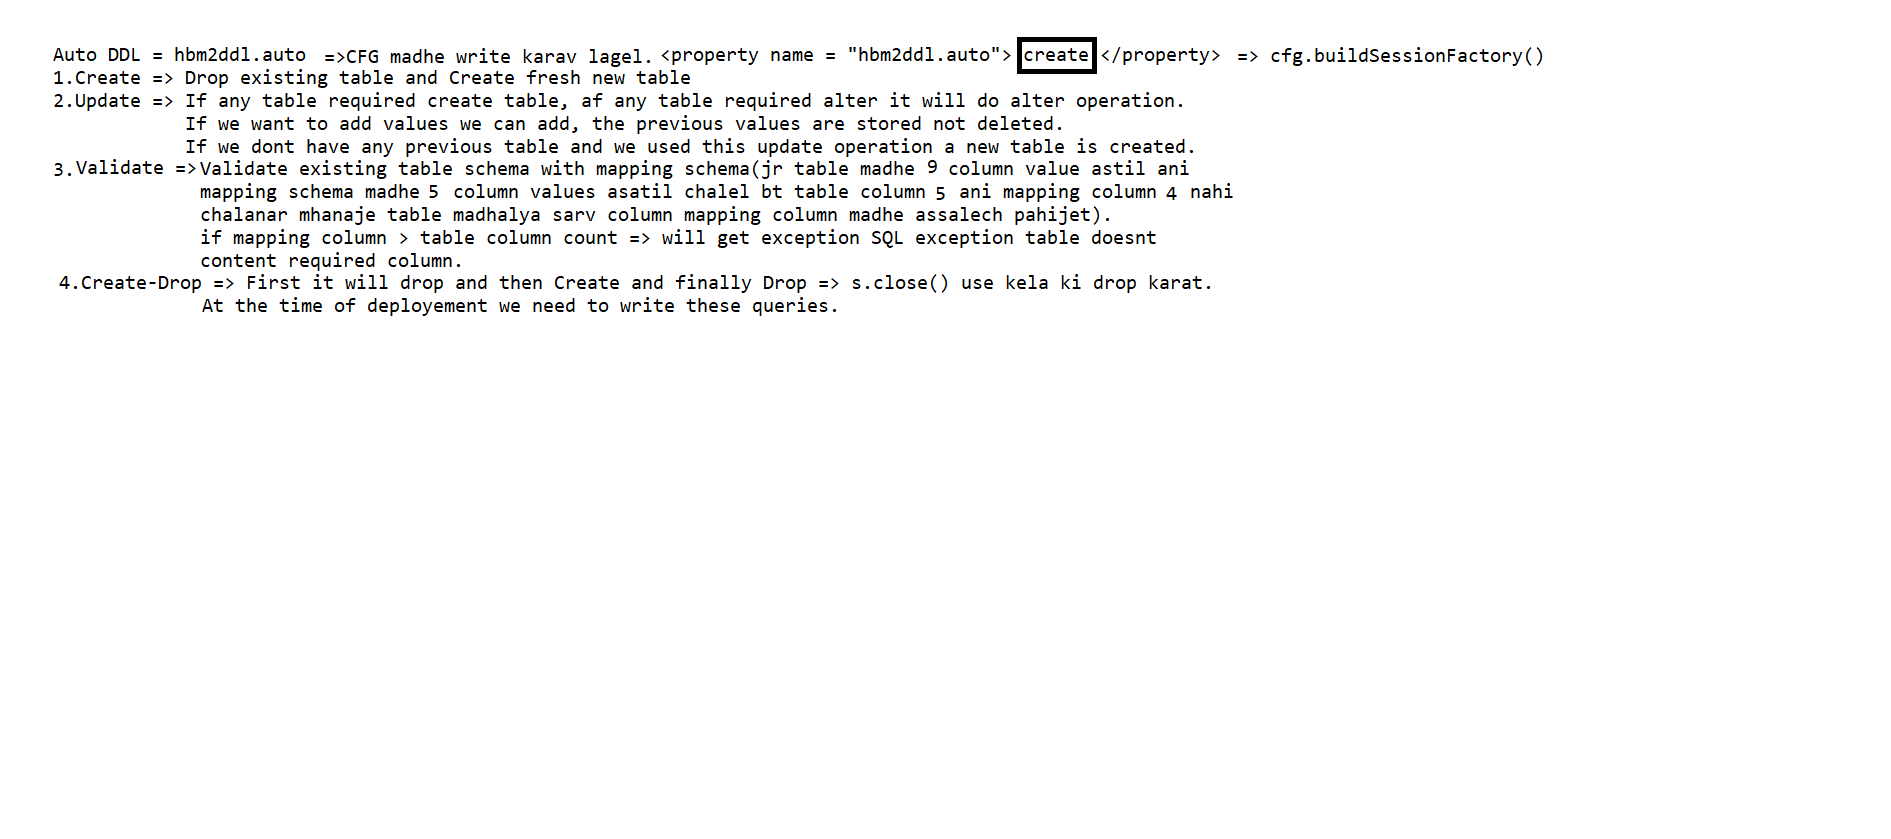 Auto DDL = hbm2ddl.auto =>CFG madhe write karav lagel. <property name = "hbm2ddl.auto"> create </property> => cfg.buildSessionFactory()
1.Create => Drop existing table and Create fresh new table
2.Update => If any table required create table, af any table required alter it will do alter operation.
If we want to add values we can add, the previous values are stored not deleted.
If we dont have any previous table and we used this update operation a new table is created.
3.Validate =>Validate existing table schema with mapping schema(jr table madhe 9 column value astil ani
mapping schema madhe 5 column values asatil chalel bt table column 5 ani mapping column 4 nahi
chalanar mhanaje table madhalya sarv column mapping column madhe assalech pahijet).
if mapping column > table column count => will get exception SQL exception table doesnt
content required column.
4.Create-Drop => First it will drop and then Create and finally Drop => s.close() use kela ki drop karat.
At the time of deployement we need to write these queries.